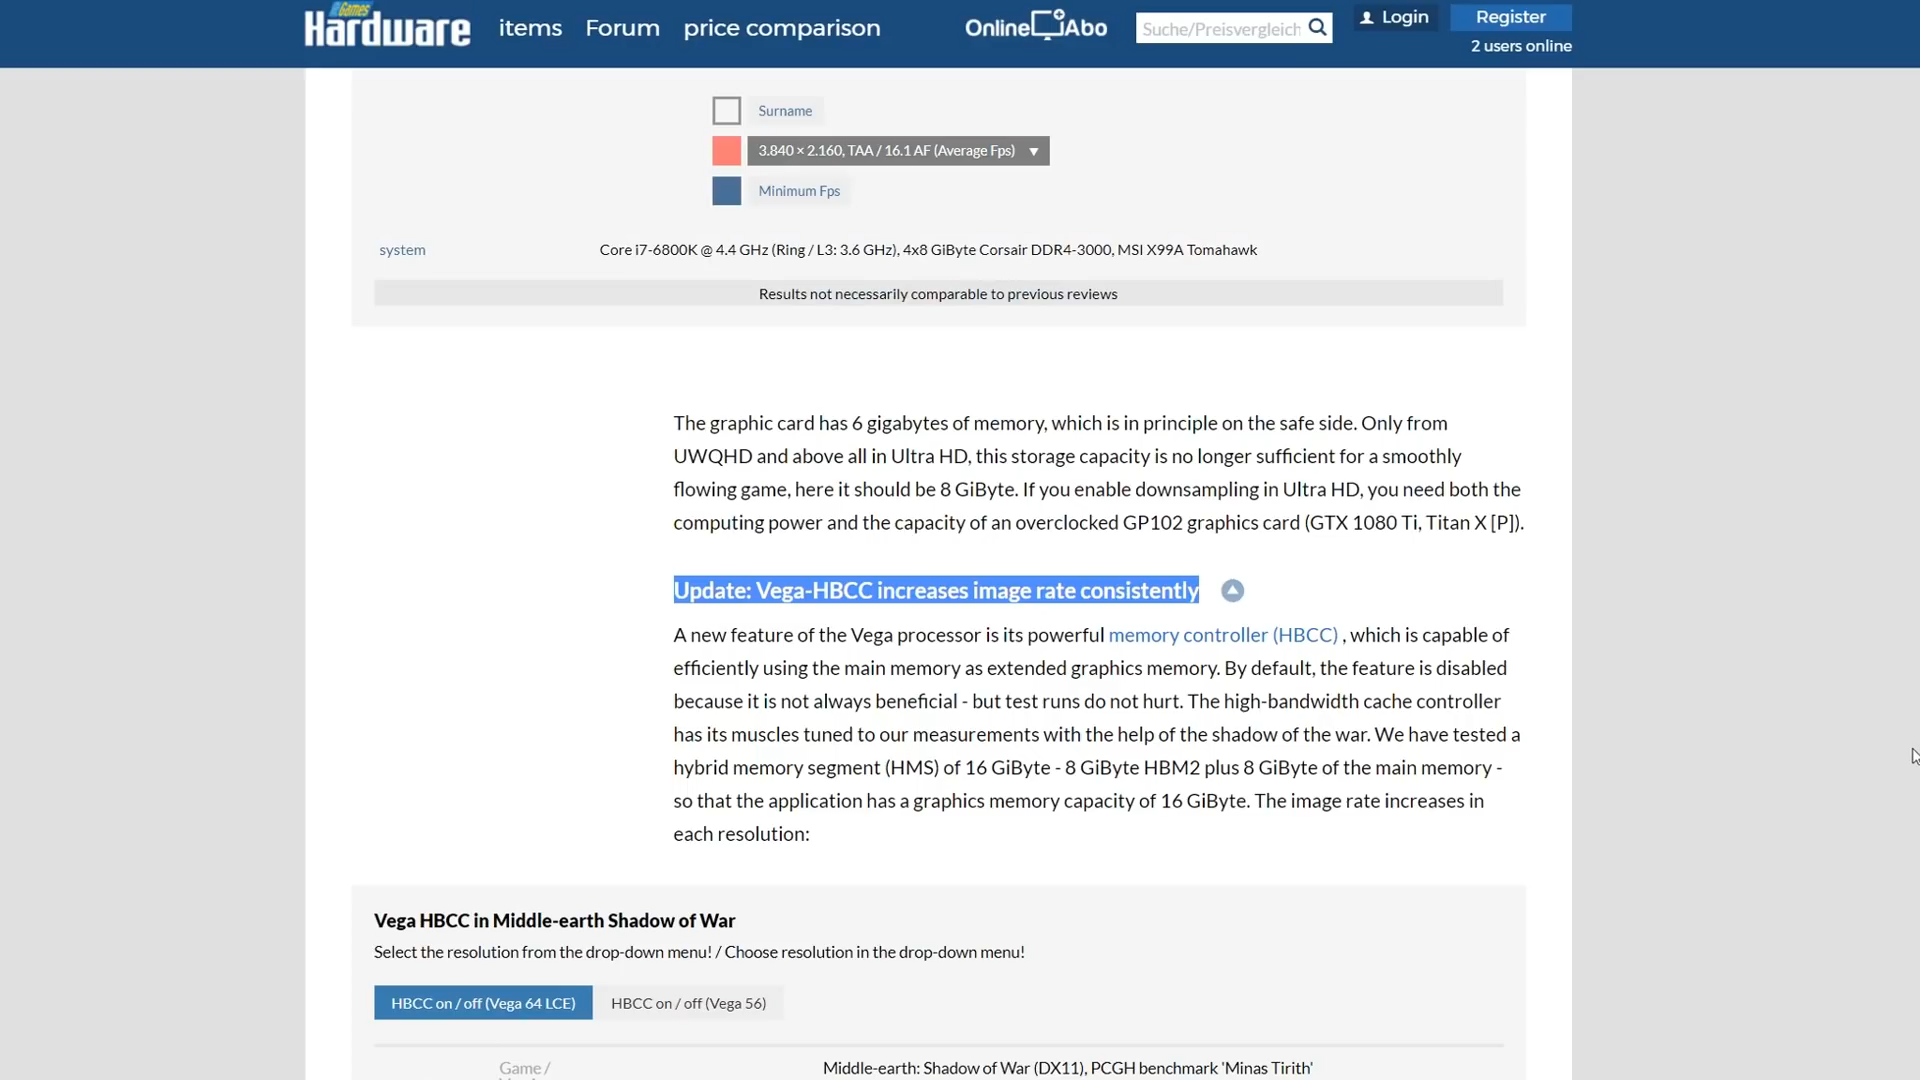 Games
Hardware
items
Forum
price comparison
Online Abo
Suche/Preisvergleich
Login
Register
2 users online
Surname
3.840 × 2.160, TAA / 16.1 AF (Average Fps) ▼
Minimum Fps
system
Core i7-6800K @ 4.4 GHz (Ring / L3: 3.6 GHz), 4x8 GiByte Corsair DDR4-3000, MSI X99A Tomahawk
Results not necessarily comparable to previous reviews
The graphic card has 6 gigabytes of memory, which is in principle on the safe side. Only from
UWQHD and above all in Ultra HD, this storage capacity is no longer sufficient for a smoothly
flowing game, here it should be 8 GiByte. If you enable downsampling in Ultra HD, you need both the
computing power and the capacity of an overclocked GP102 graphics card (GTX 1080 Ti, Titan X [P]).
Update: Vega-HBCC increases image rate consistently
A new feature of the Vega processor is its powerful memory controller (HBCC) , which is capable of
efficiently using the main memory as extended graphics memory. By default, the feature is disabled
because it is not always beneficial - but test runs do not hurt. The high-bandwidth cache controller
has its muscles tuned to our measurements with the help of the shadow of the war. We have tested a
hybrid memory segment (HMS) of 16 GiByte - 8 GiByte HBM2 plus 8 GiByte of the main memory -
so that the application has a graphics memory capacity of 16 GiByte. The image rate increases in
each resolution:
Vega HBCC in Middle-earth Shadow of War
Select the resolution from the drop-down menu! / Choose resolution in the drop-down menu!
HBCC on / off (Vega 64 LCE)
HBCC on / off (Vega 56)
Game /
Middle-earth: Shadow of War (DX11), PCGH benchmark 'Minas Tirith'